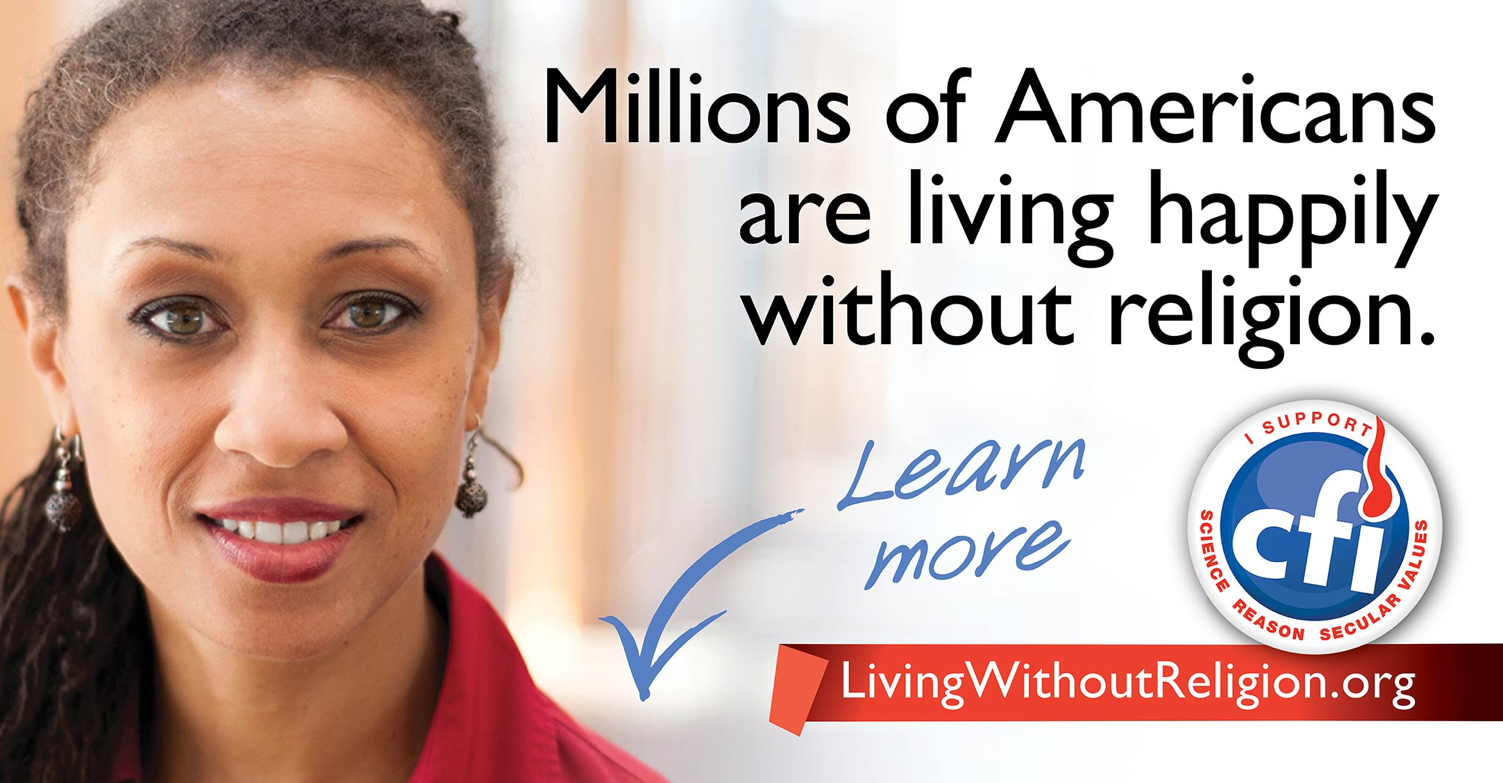 Millions of Americans
are living happily
without religion.
Learn
more
I SUPPORT
cfi
SCIENCE REASON SECULAR VALUES
LivingWithoutReligion.org